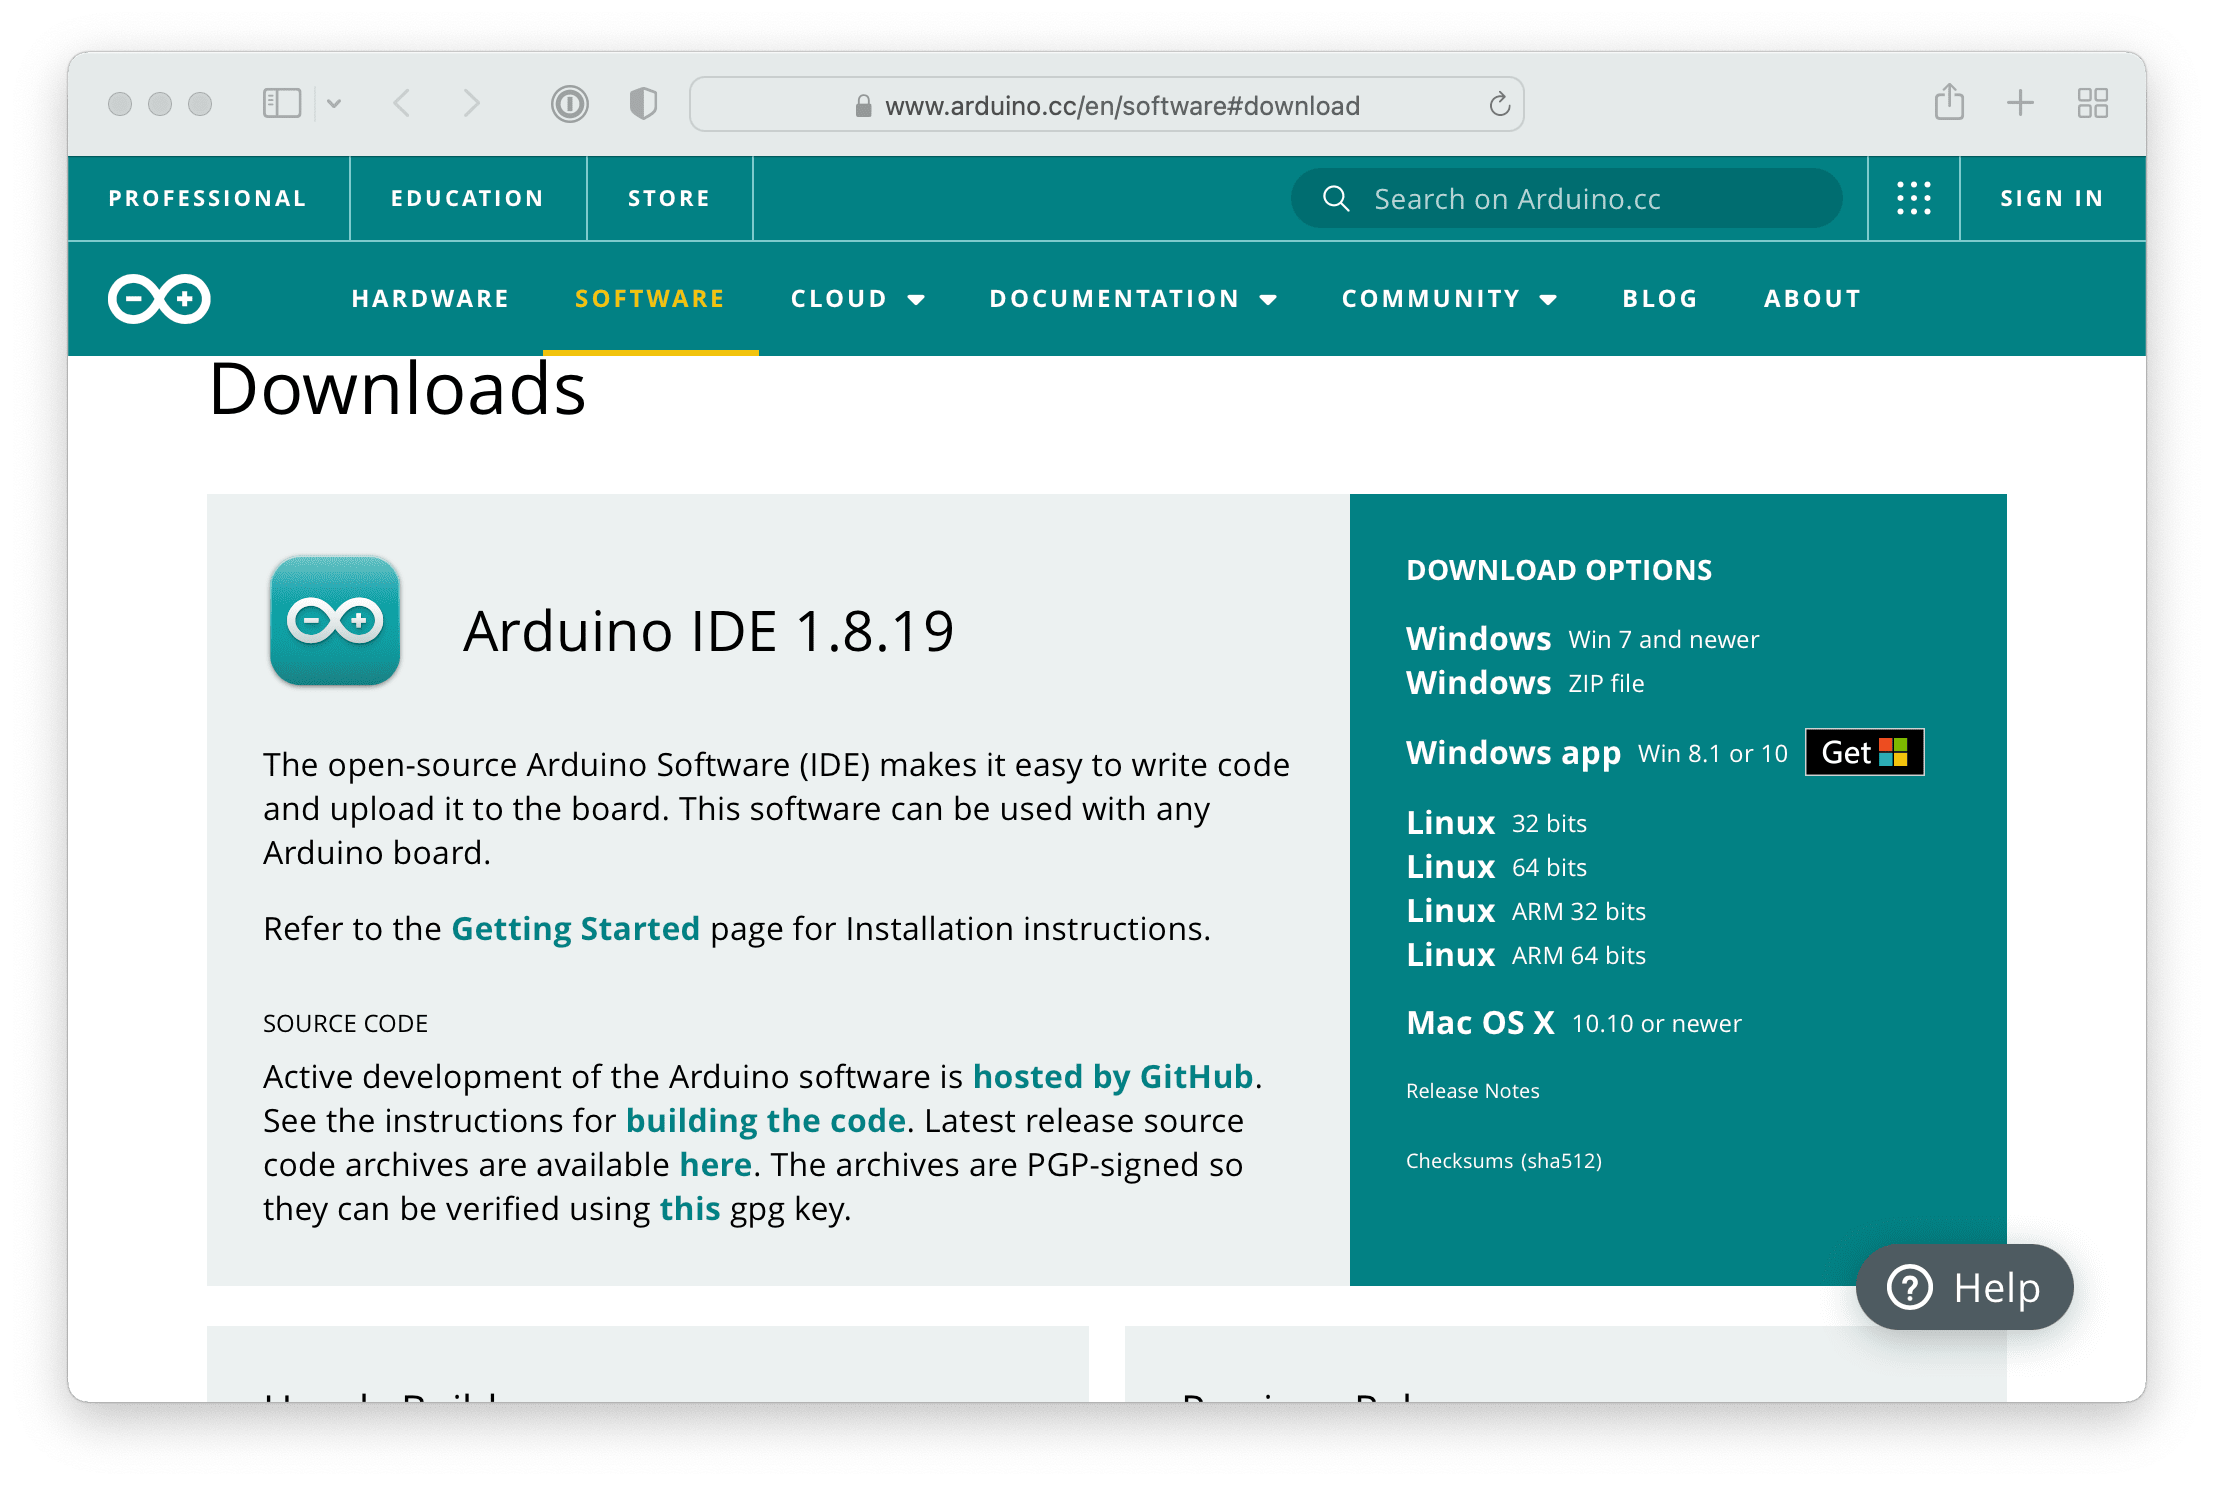 www.arduino.cc/en/software#download
PROFESSIONAL EDUCATION STORE Search on Arduino.cc SIGN IN
HARDWARE SOFTWARE CLOUD DOCUMENTATION COMMUNITY BLOG ABOUT
Downloads
Arduino IDE 1.8.19
The open-source Arduino Software (IDE) makes it easy to write code
and upload it to the board. This software can be used with any
Arduino board.
Refer to the Getting Started page for Installation instructions.
SOURCE CODE
Active development of the Arduino software is hosted by GitHub.
See the instructions for building the code. Latest release source
code archives are available here. The archives are PGP-signed so
they can be verified using this gpg key.
DOWNLOAD OPTIONS
Windows Win 7 and newer
Windows ZIP file
Windows app Win 8.1 or 10 Get
Linux 32 bits
Linux 64 bits
Linux ARM 32 bits
Linux ARM 64 bits
Mac OS X 10.10 or newer
Release Notes
Checksums (sha512)
Help